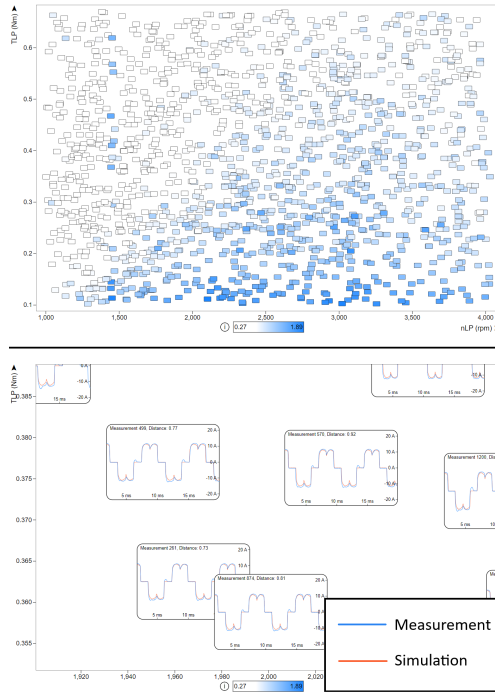 TLP (Nm)
0.6
0.5
0.4
0.3
0.2
0.1
1,000
1,500
2,000
2,500
3,000
3,500
4,000
i 0.27 1.89
nLP (rpm)
TLP (Nm)
0.385
0.380
0.375
0.370
0.365
0.360
0.355
0 A
-10 A
-20 A
15 ms
-10 A
-20 A
5 ms 10 ms 15 ms
Measurement 499, Distance: 0.77
20 A
10 A
0 A
-10 A
-20 A
5 ms 10 ms 15 ms
Measurement 570, Distance: 0.92
20 A
10 A
0 A
-10 A
-20 A
5 ms 10 ms 15 ms
Measurement 1200, Di
5 ms
Measurement 261, Distance: 0.73
20 A
10 A
5 ms 10 ms
Measurement 874, Distance: 0.81
20 A
10 A
-20 A
5 ms 10 ms 15 ms
Measurement
Simulation
1,920
1,940
1,960
1,980
2,000
2,020
i 0.27 1.89